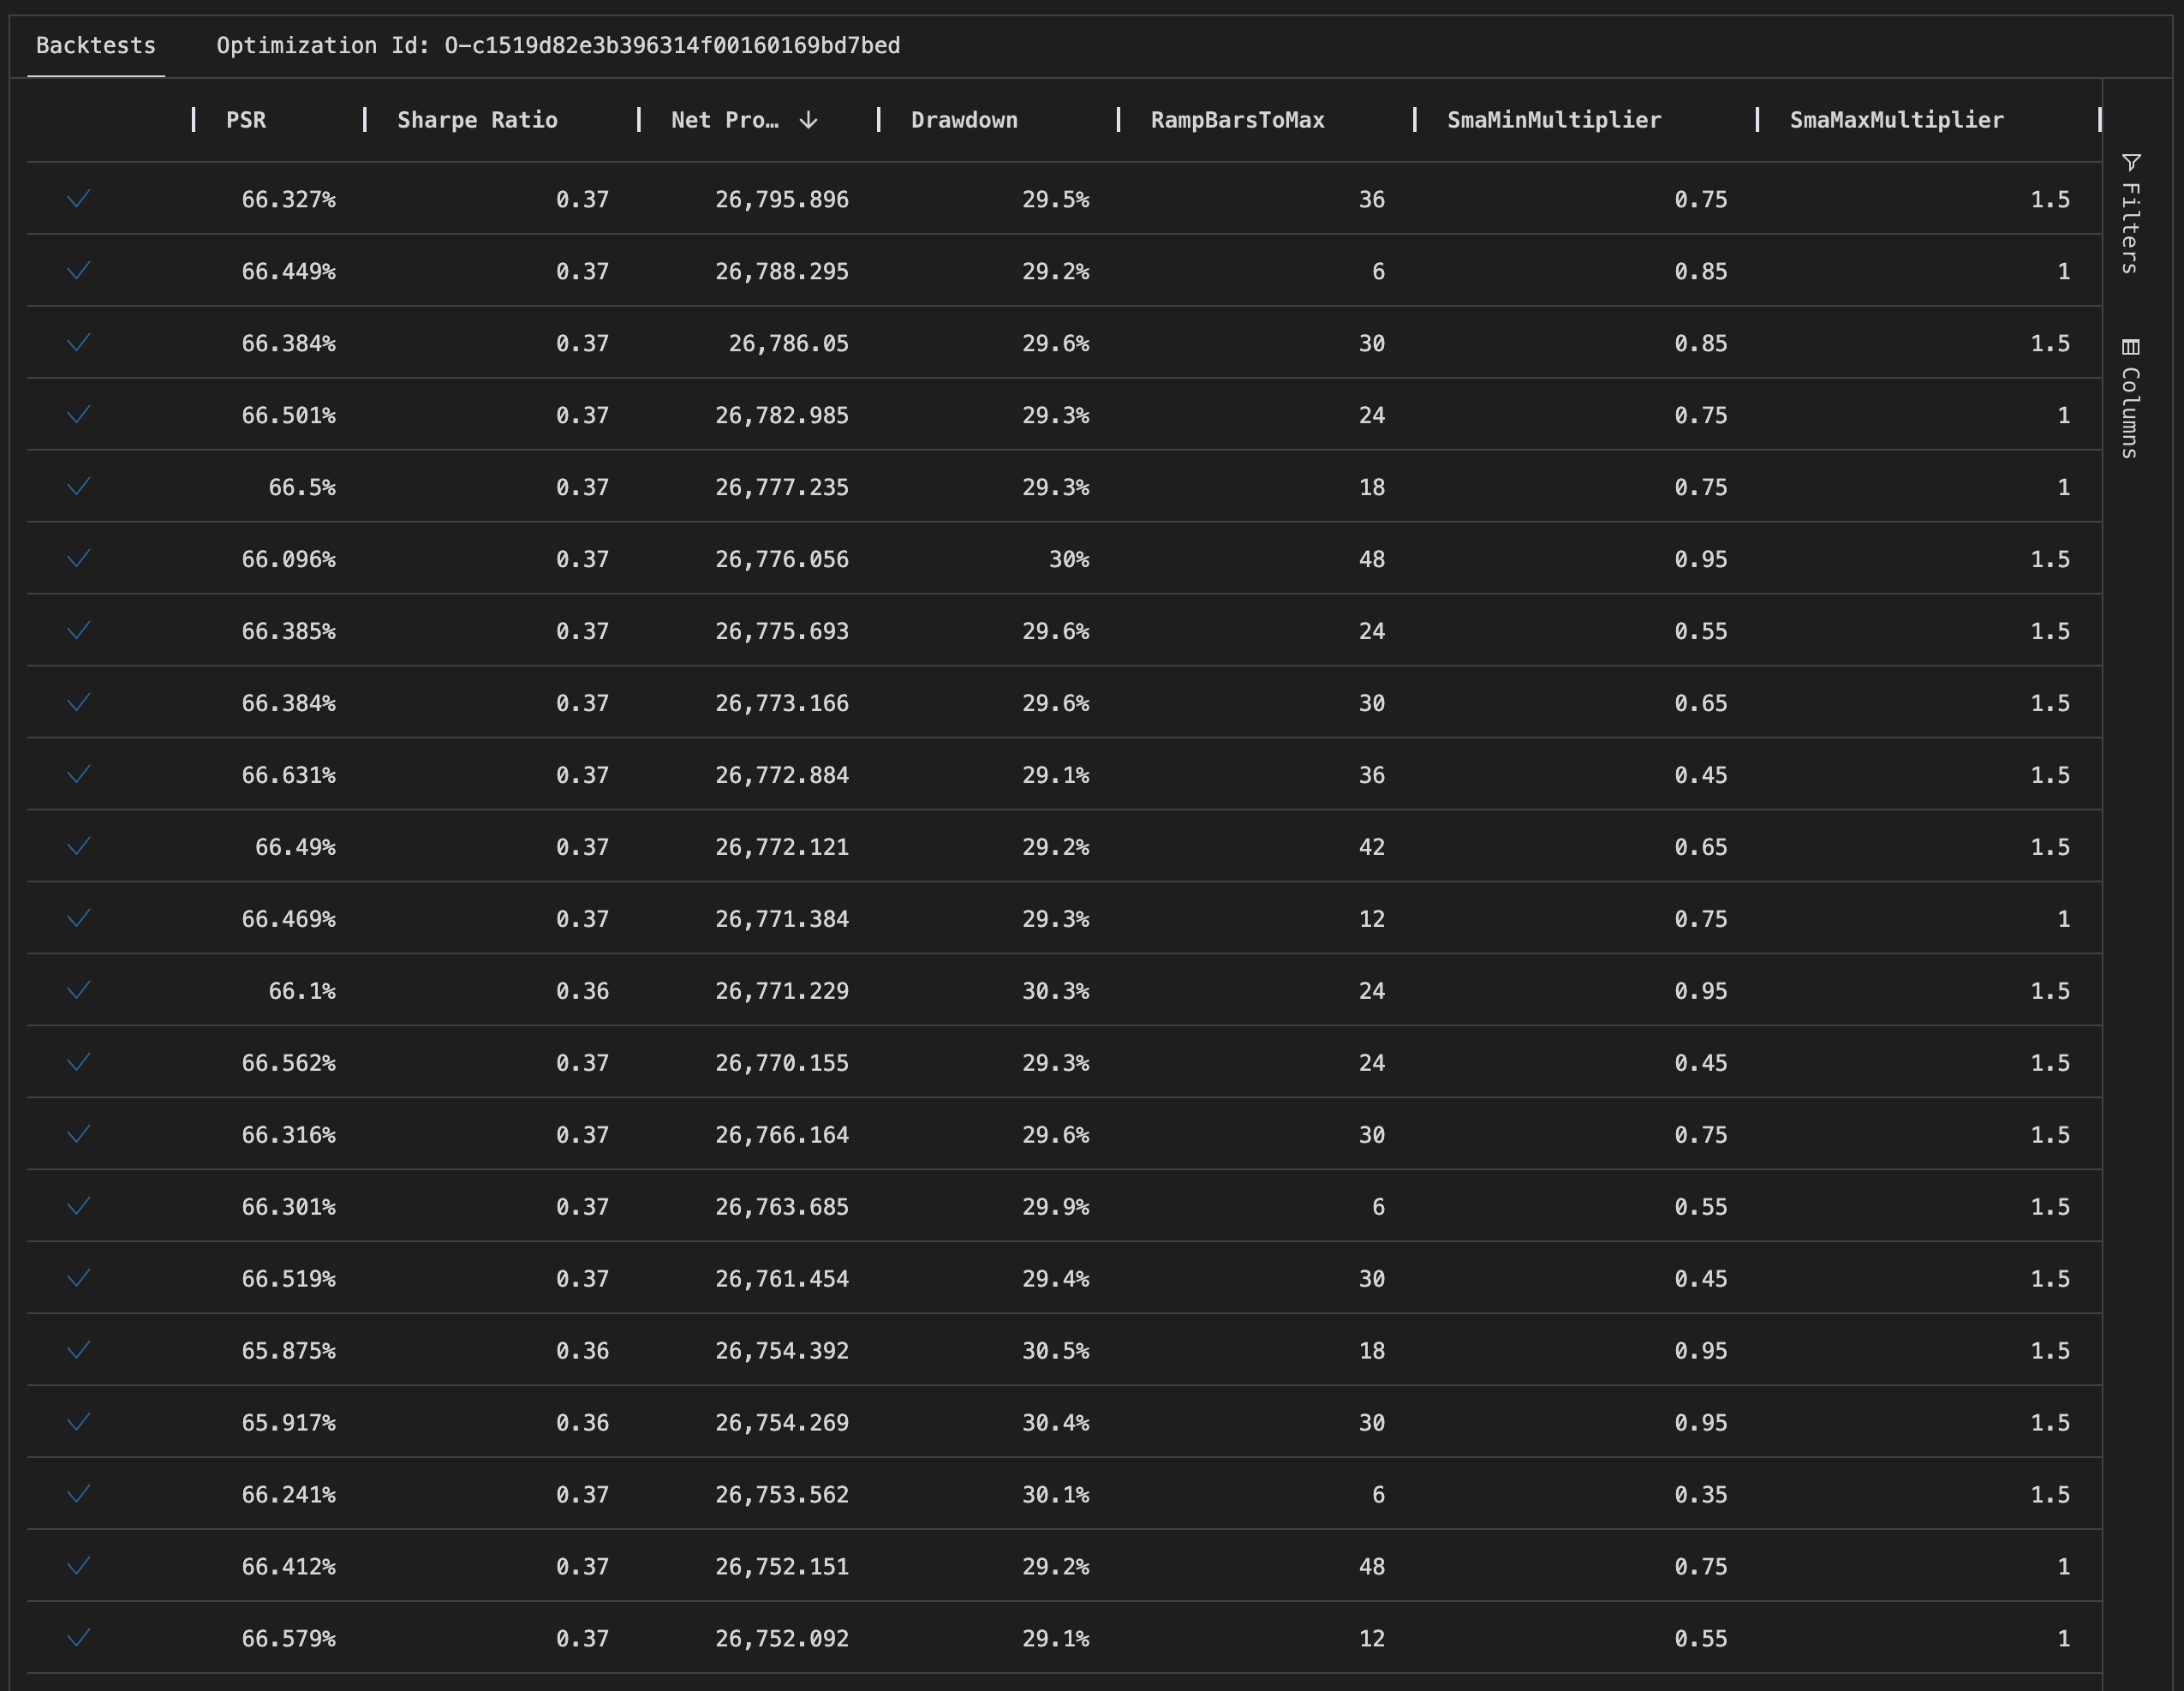 Backtests Optimization Id: O-c1519d82e3b396314f00160169bd7bed
PSR Sharpe Ratio Net Pro… Drawdown RampBarsToMax SmaMinMultiplier SmaMaxMultiplier
66.327% 0.37 26,795.896 29.5% 36 0.75 1.5
66.449% 0.37 26,788.295 29.2% 6 0.85 1
66.384% 0.37 26,786.05 29.6% 30 0.85 1.5
66.501% 0.37 26,782.985 29.3% 24 0.75 1
66.5% 0.37 26,777.235 29.3% 18 0.75 1
66.096% 0.37 26,776.056 30% 48 0.95 1.5
66.385% 0.37 26,775.693 29.6% 24 0.55 1.5
66.384% 0.37 26,773.166 29.6% 30 0.65 1.5
66.631% 0.37 26,772.884 29.1% 36 0.45 1.5
66.49% 0.37 26,772.121 29.2% 42 0.65 1.5
66.469% 0.37 26,771.384 29.3% 12 0.75 1
66.1% 0.36 26,771.229 30.3% 24 0.95 1.5
66.562% 0.37 26,770.155 29.3% 24 0.45 1.5
66.316% 0.37 26,766.164 29.6% 30 0.75 1.5
66.301% 0.37 26,763.685 29.9% 6 0.55 1.5
66.519% 0.37 26,761.454 29.4% 30 0.45 1.5
65.875% 0.36 26,754.392 30.5% 18 0.95 1.5
65.917% 0.36 26,754.269 30.4% 30 0.95 1.5
66.241% 0.37 26,753.562 30.1% 6 0.35 1.5
66.412% 0.37 26,752.151 29.2% 48 0.75 1
66.579% 0.37 26,752.092 29.1% 12 0.55 1
Filters
Columns